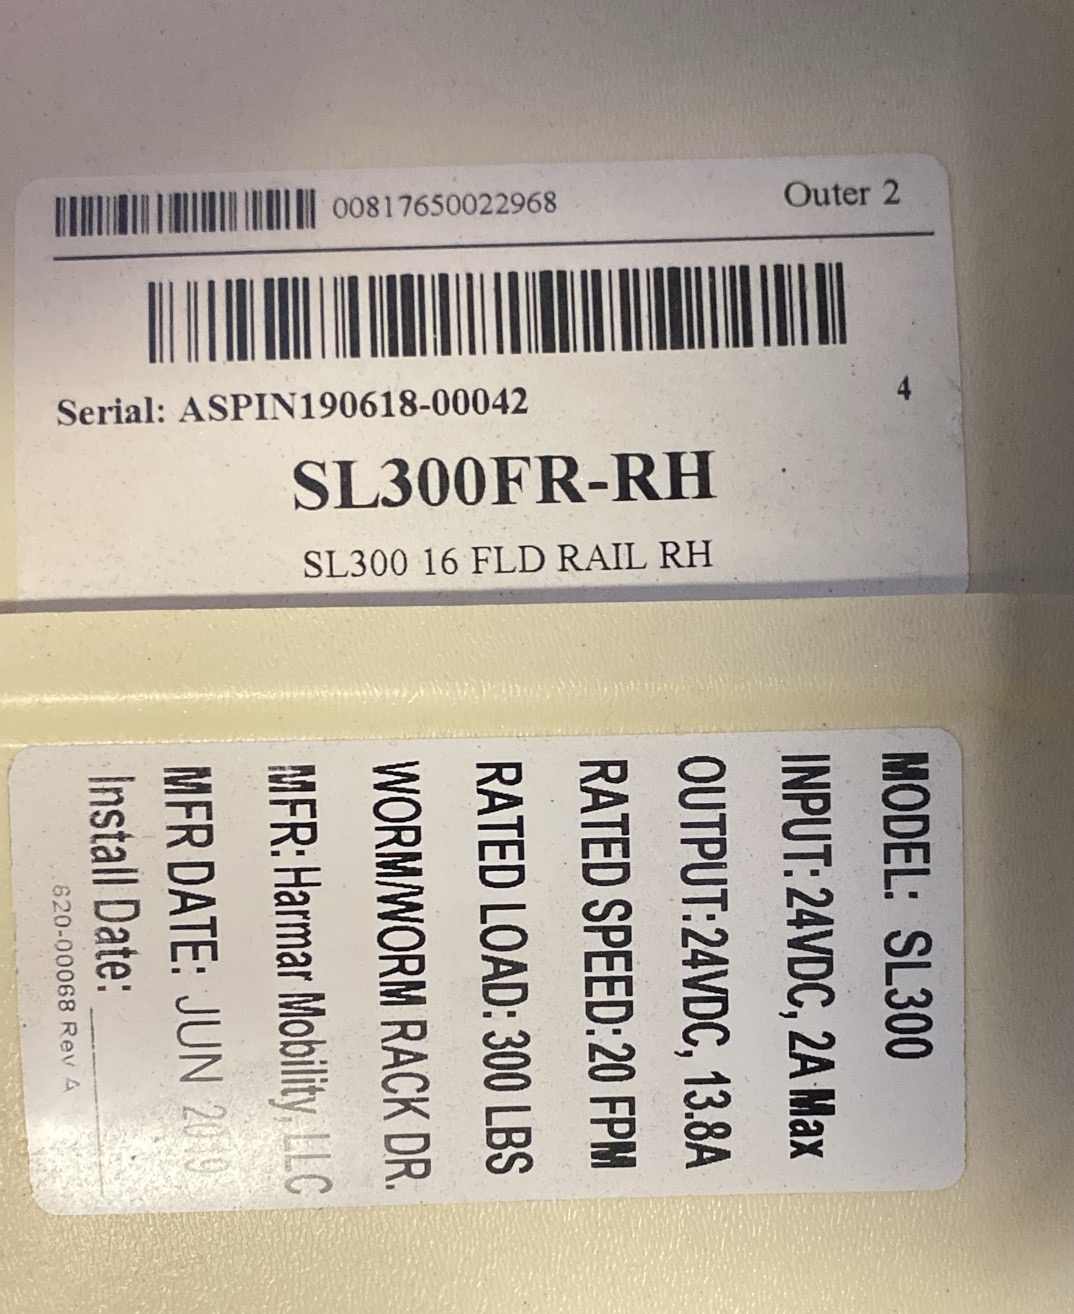 00817650022968 Outer 2
Serial: ASPIN190618-00042 4
SL300FR-RH
SL300 16 FLD RAIL RH
MODEL: SL300
INPUT: 24VDC, 2A Max
OUTPUT: 24VDC, 13.8A
RATED SPEED: 20 FPM
RATED LOAD: 300 LBS
WORM/WORM RACK DR.
MFR: Harmar Mobility, LLC
MFR DATE: JUN
Install Date:
620-00068 Rev A